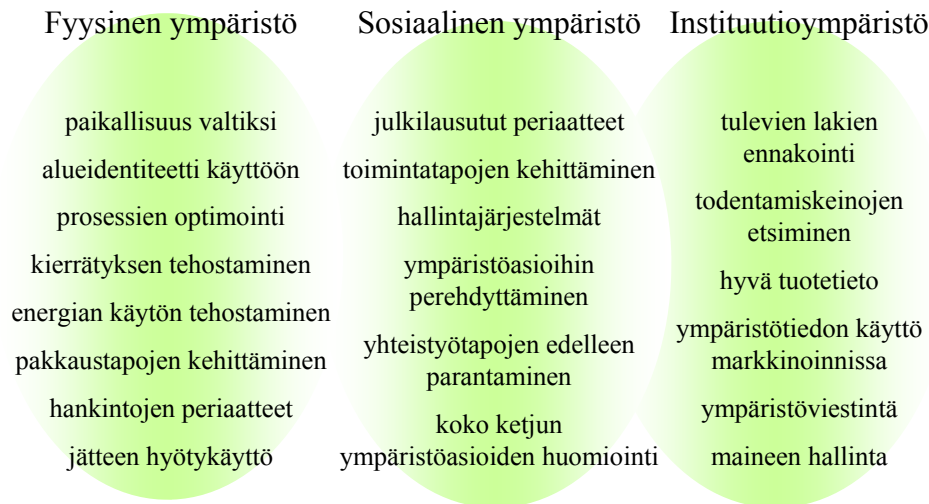 Fyysinen ympäristö
paikallisuus valtiksi
alueidentiteetti käyttöön
prosessien optimointi
kierrätyksen tehostaminen
energian käytön tehostaminen
pakkaustapojen kehittäminen
hankintojen periaatteet
jätteen hyötykäyttö
Sosiaalinen ympäristö
julkilausutut periaatteet
toimintatapojen kehittäminen
hallintajärjestelmät
ympäristöasioihin
perehdyttäminen
yhteistyötapojen edelleen
parantaminen
koko ketjun
ympäristöasioiden huomiointi
Instituutioympäristö
tulevien lakien
ennakointi
todentamiskeinojen
etsiminen
hyvä tuotetieto
ympäristötiedon käyttö
markkinoinnissa
ympäristöviestintä
maineen hallinta